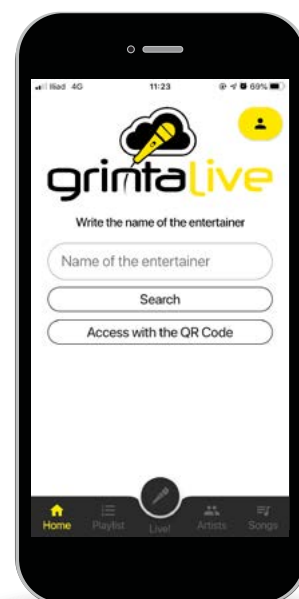 Iliad 4G 11:23 69%
grintaLive
Write the name of the entertainer
Name of the entertainer
Search
Access with the QR Code
Home Playlist Live! Artists Songs